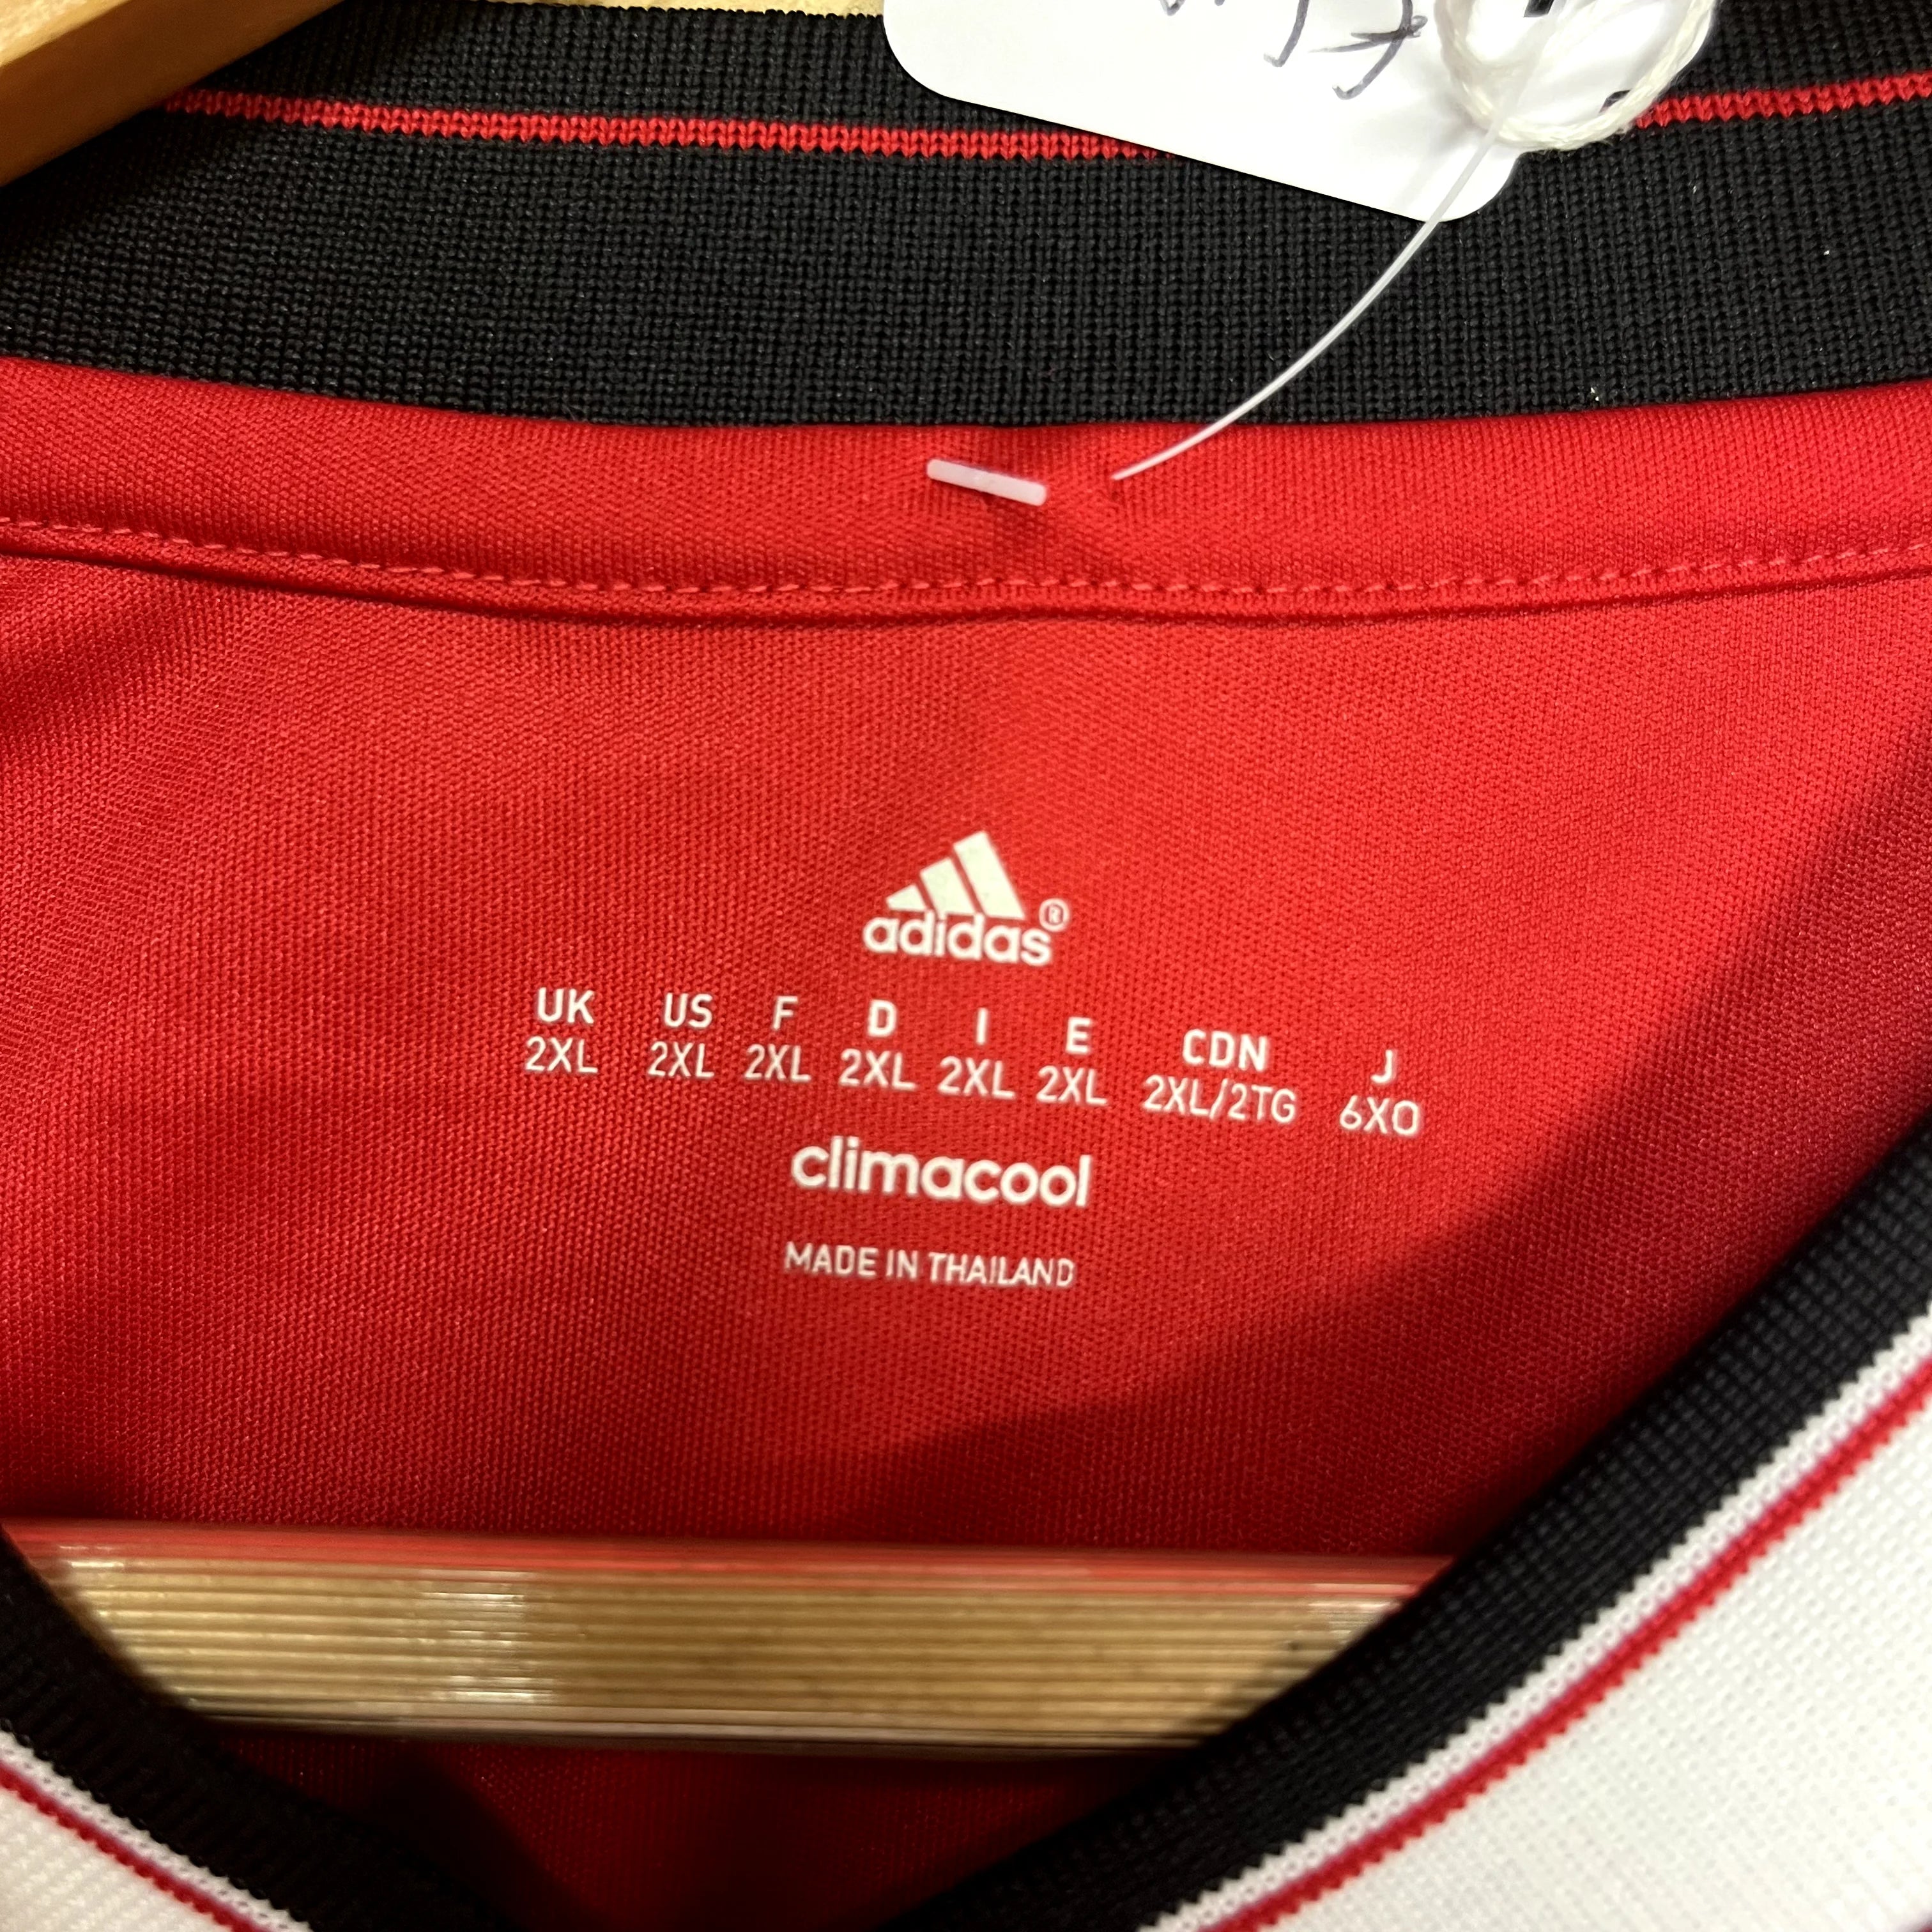 adidas®
UK US F D I E CDN J
2XL 2XL 2XL 2XL 2XL 2XL 2XL/2TG 6XO
climacool
MADE IN THAILAND